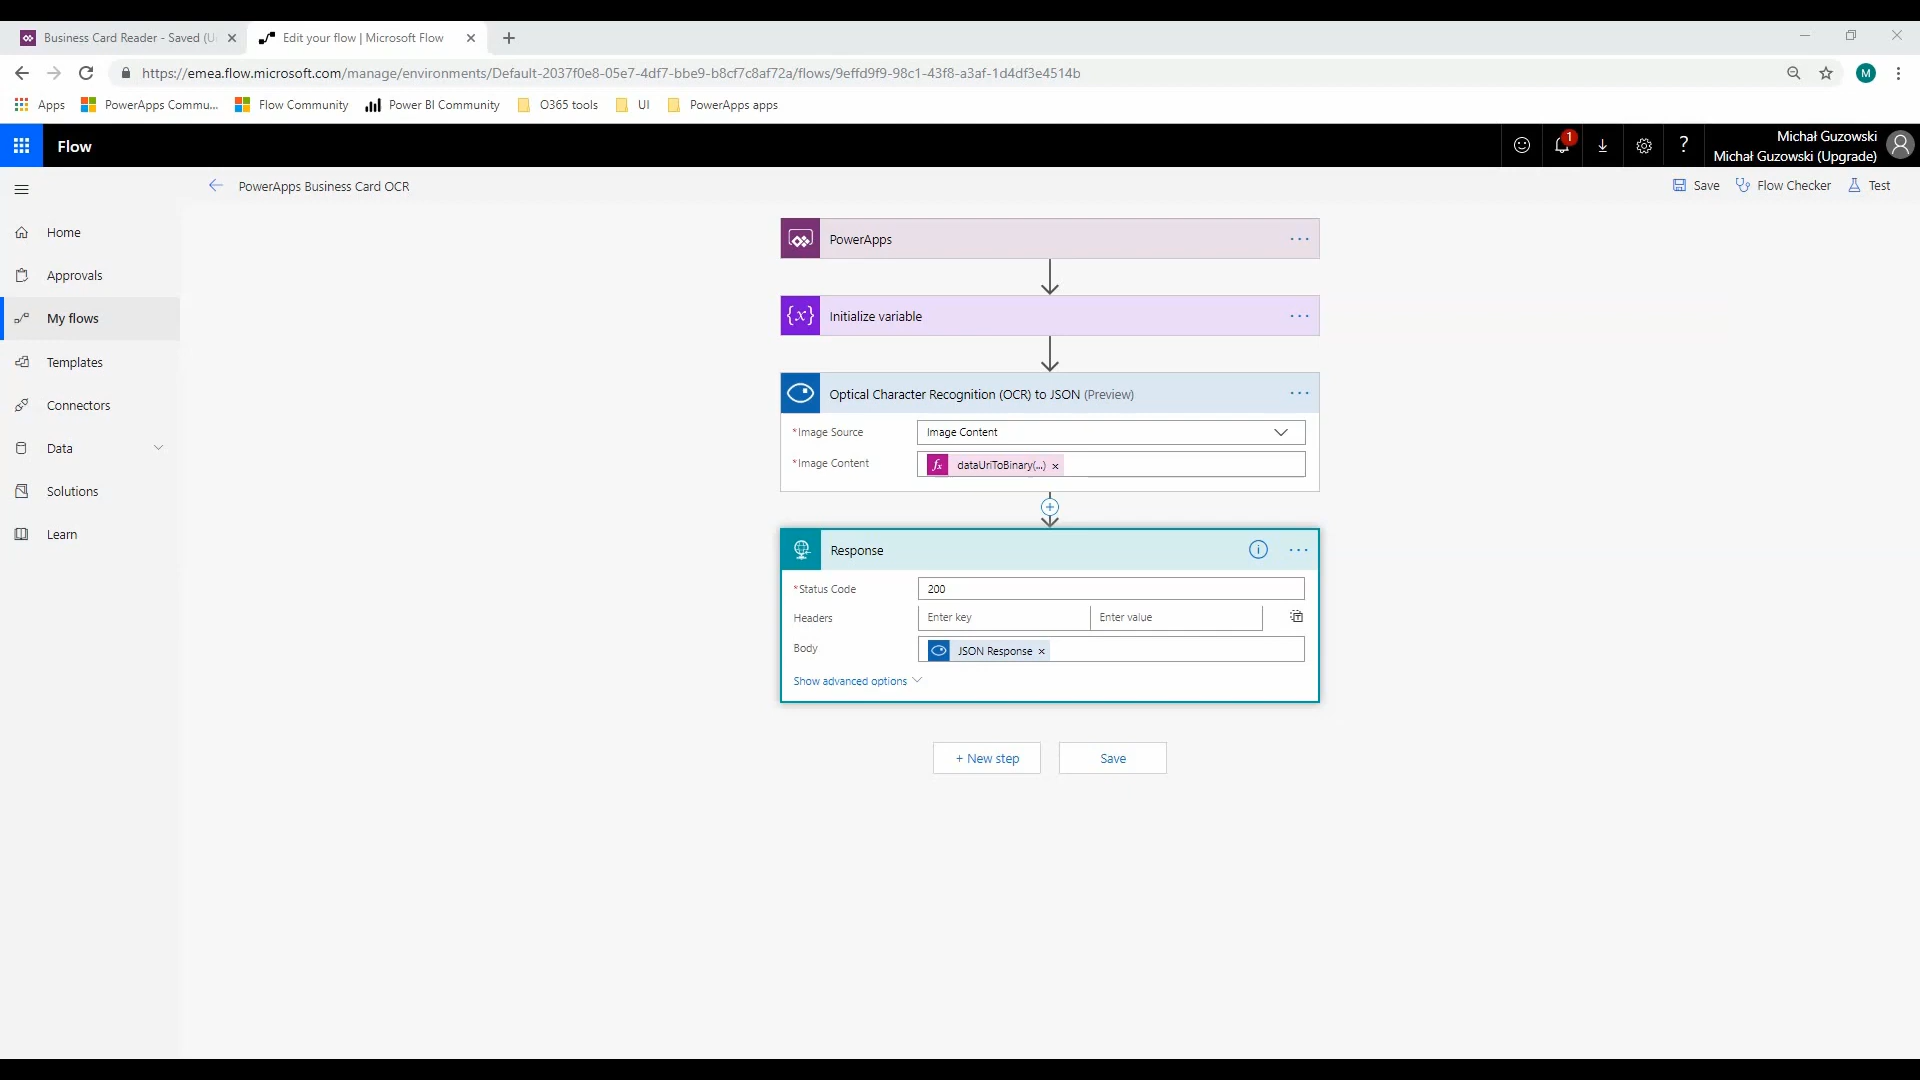 Business Card Reader - Saved (U
Edit your flow | Microsoft Flow
https://emea.flow.microsoft.com/manage/environments/Default-2037f0e8-05e7-4df7-bbe9-b8cf7c8af72a/flows/9effd9f9-98c1-43f8-a3af-1d4df3e4514b
M
Apps
PowerApps Commu...
Flow Community
Power BI Community
O365 tools
UI
PowerApps apps
Flow
1
?
Michał Guzowski
Michał Guzowski (Upgrade)
PowerApps Business Card OCR
Save
Flow Checker
Test
Home
Approvals
My flows
Templates
Connectors
Data
Solutions
Learn
PowerApps
...
{x}
Initialize variable
...
Optical Character Recognition (OCR) to JSON (Preview)
...
*Image Source
Image Content
*Image Content
fx
dataUriToBinary(...) ×
Response
...
*Status Code
200
Headers
Enter key
Enter value
Body
JSON Response ×
Show advanced options
+ New step
Save